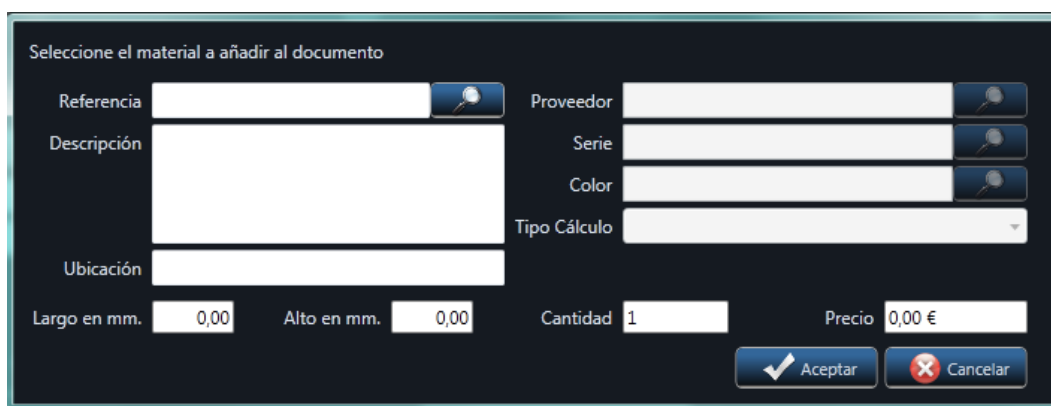 Seleccione el material a añadir al documento
Referencia
Proveedor
Descripción
Serie
Color
Tipo Cálculo
Ubicación
Largo en mm. 0,00 Alto en mm. 0,00 Cantidad 1 Precio 0,00 €
Aceptar Cancelar